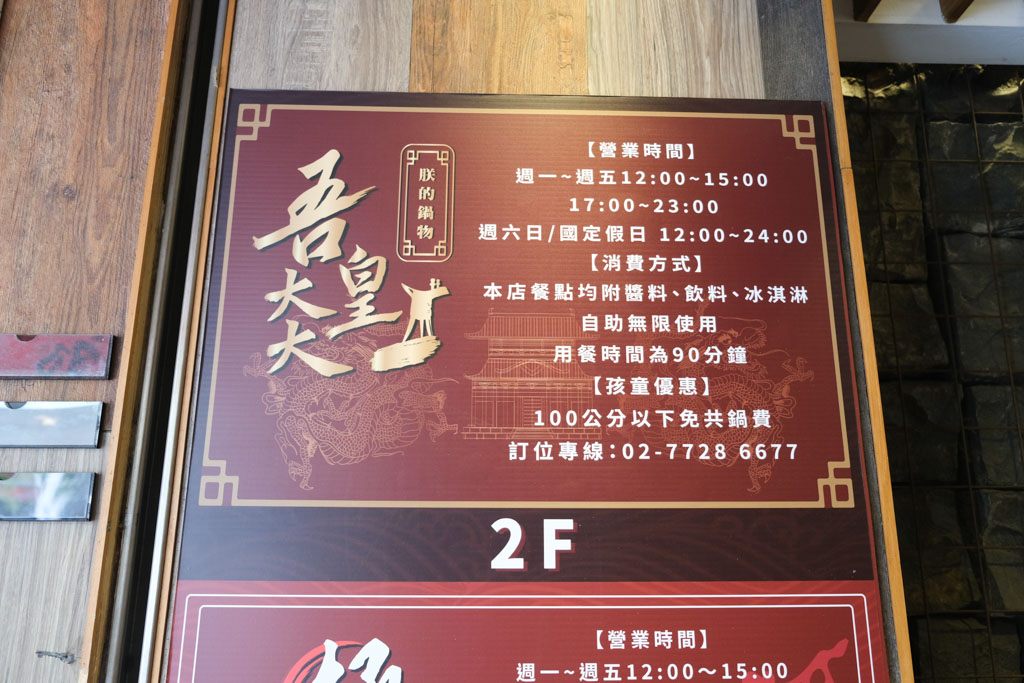 吾
皇
大
大
朕的鍋物
【營業時間】
週一~週五12:00~15:00
17:00~23:00
週六日/國定假日 12:00~24:00
【消費方式】
本店餐點均附醬料、飲料、冰淇淋
自助無限使用
用餐時間為90分鐘
【孩童優惠】
100公分以下免共鍋費
訂位專線：02-7728 6677
2F
【營業時間】
週一~週五12:00～15:00